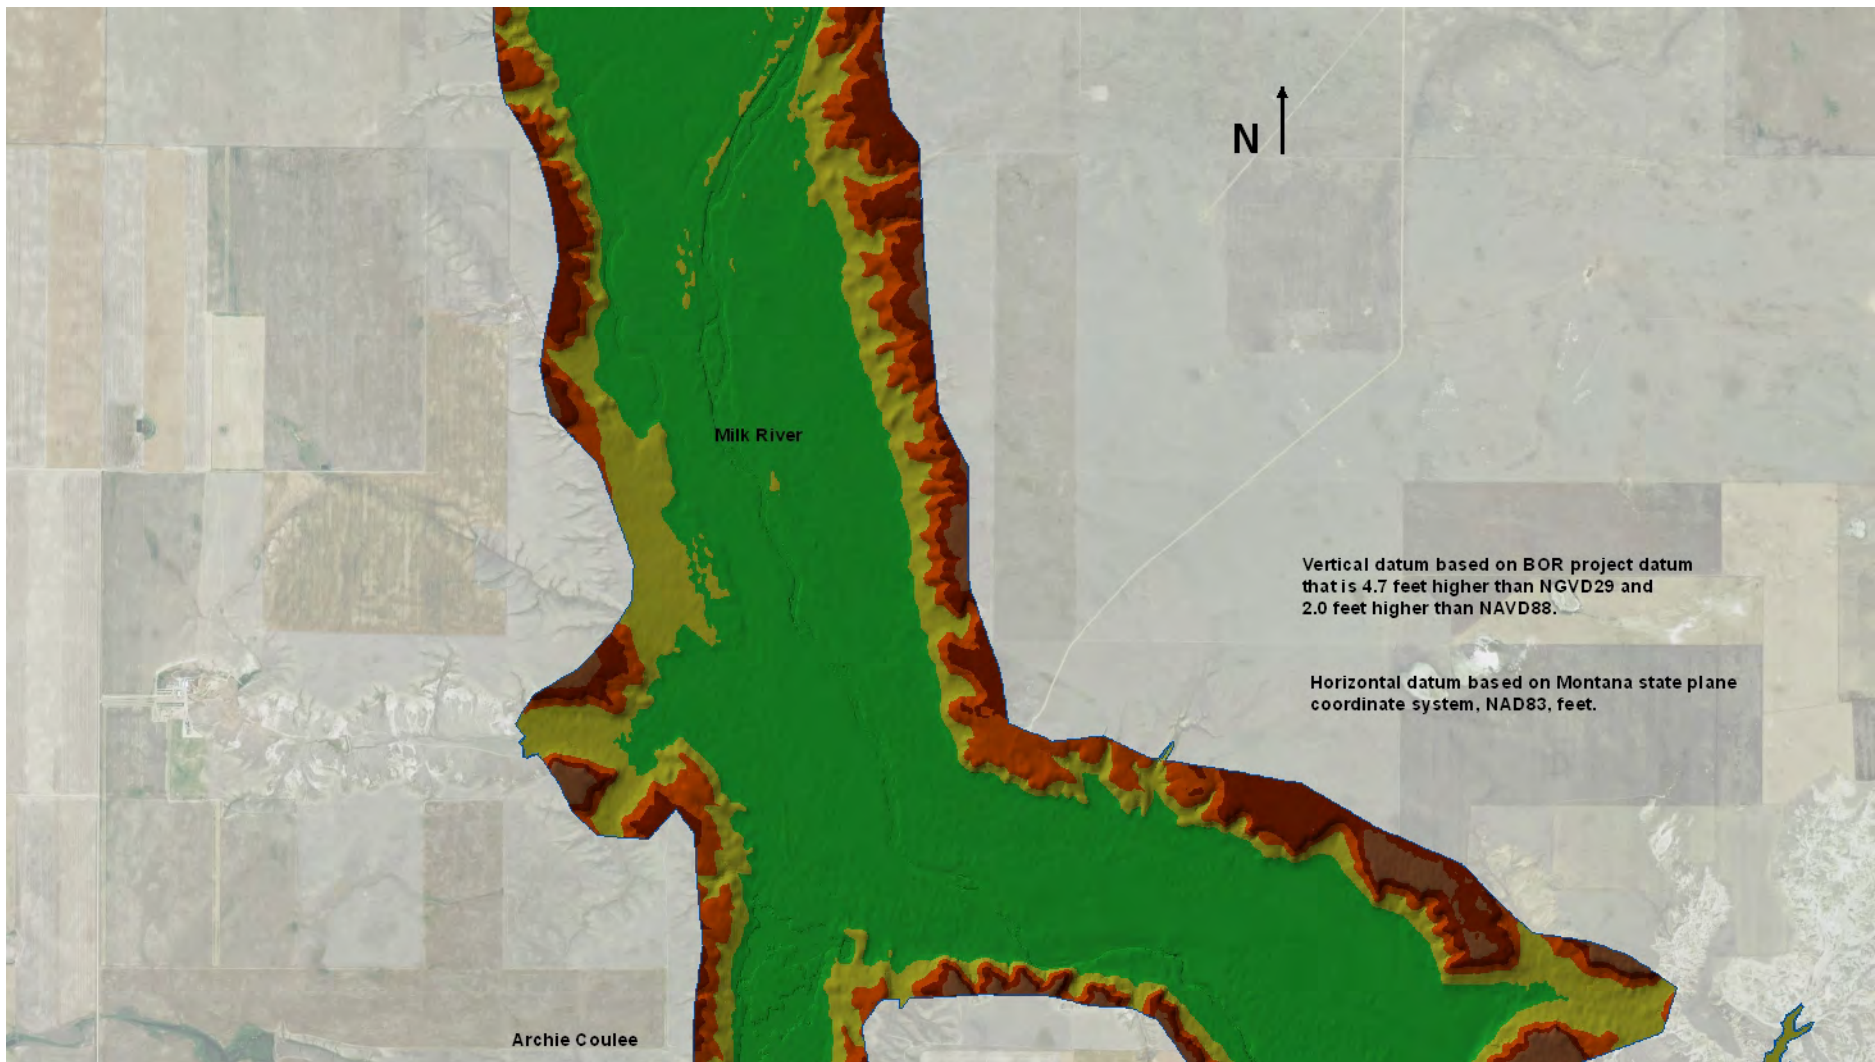 N
Milk River
Vertical datum based on BOR project datum
that is 4.7 feet higher than NGVD29 and
2.0 feet higher than NAVD88.
Horizontal datum based on Montana state plane
coordinate system, NAD83, feet.
Archie Coulee